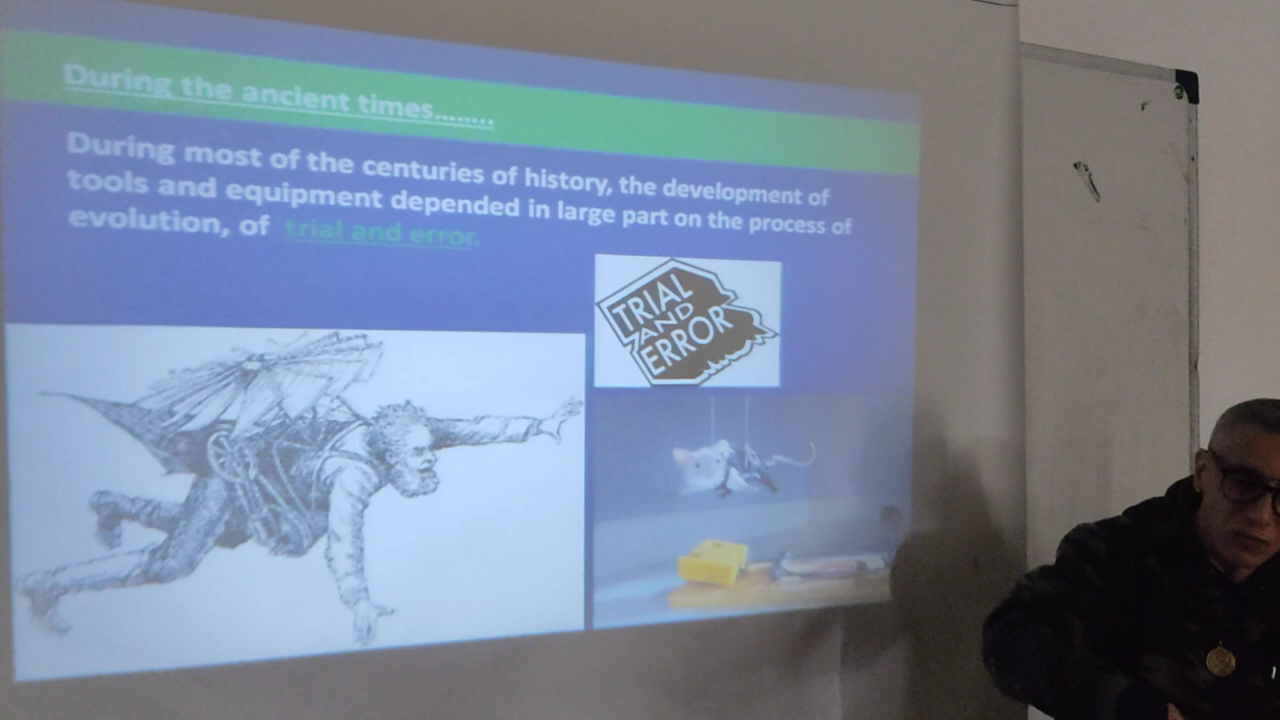 During the ancient times........
During most of the centuries of history, the development of
tools and equipment depended in large part on the process of
evolution, of trial and error.
TRIAL
AND
ERROR